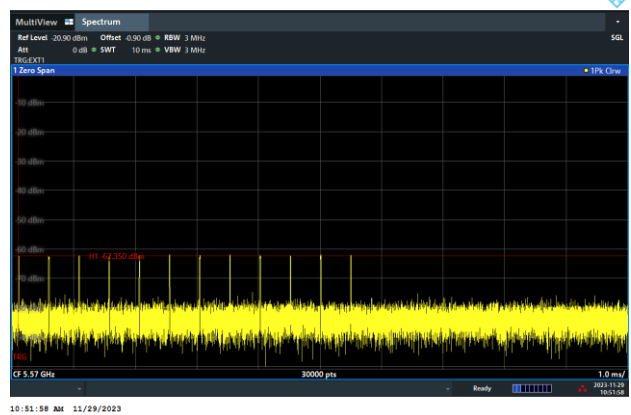 MultiView Spectrum
Ref Level -20.90 dBm Offset -0.90 dB RBW 3 MHz SGL
Att 0 dB SWT 10 ms VBW 3 MHz
TRG:EXT1
1 Zero Span 1Pk Clrw
-10 dBm
-20 dBm
-30 dBm
-40 dBm
-50 dBm
-60 dBm
H1 -62.350 dBm
-70 dBm
TRG
CF 5.57 GHz 30000 pts 1.0 ms/
Ready 2023-11-29
10:51:58
10:51:58 AM 11/29/2023